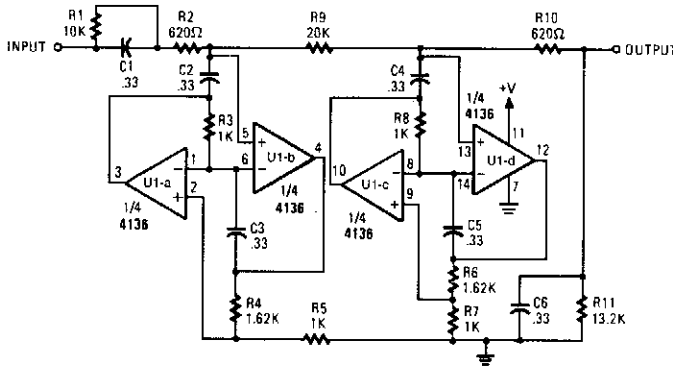 R1
10K
INPUT
C1
.33
R2
620Ω
R9
20K
R10
620Ω
OUTPUT
C2
.33
C4
.33
1/4
4136
+V
R3
1K
R8
1K
5
+
4
U1-b
6
−
13
+
11
12
U1-d
14
−
7
3
1
−
U1-a
2
+
10
8
−
U1-c
9
+
1/4
4136
1/4
4136
C3
.33
1/4
4136
C5
.33
R4
1.62K
R5
1K
R6
1.62K
R7
1K
C6
.33
R11
13.2K